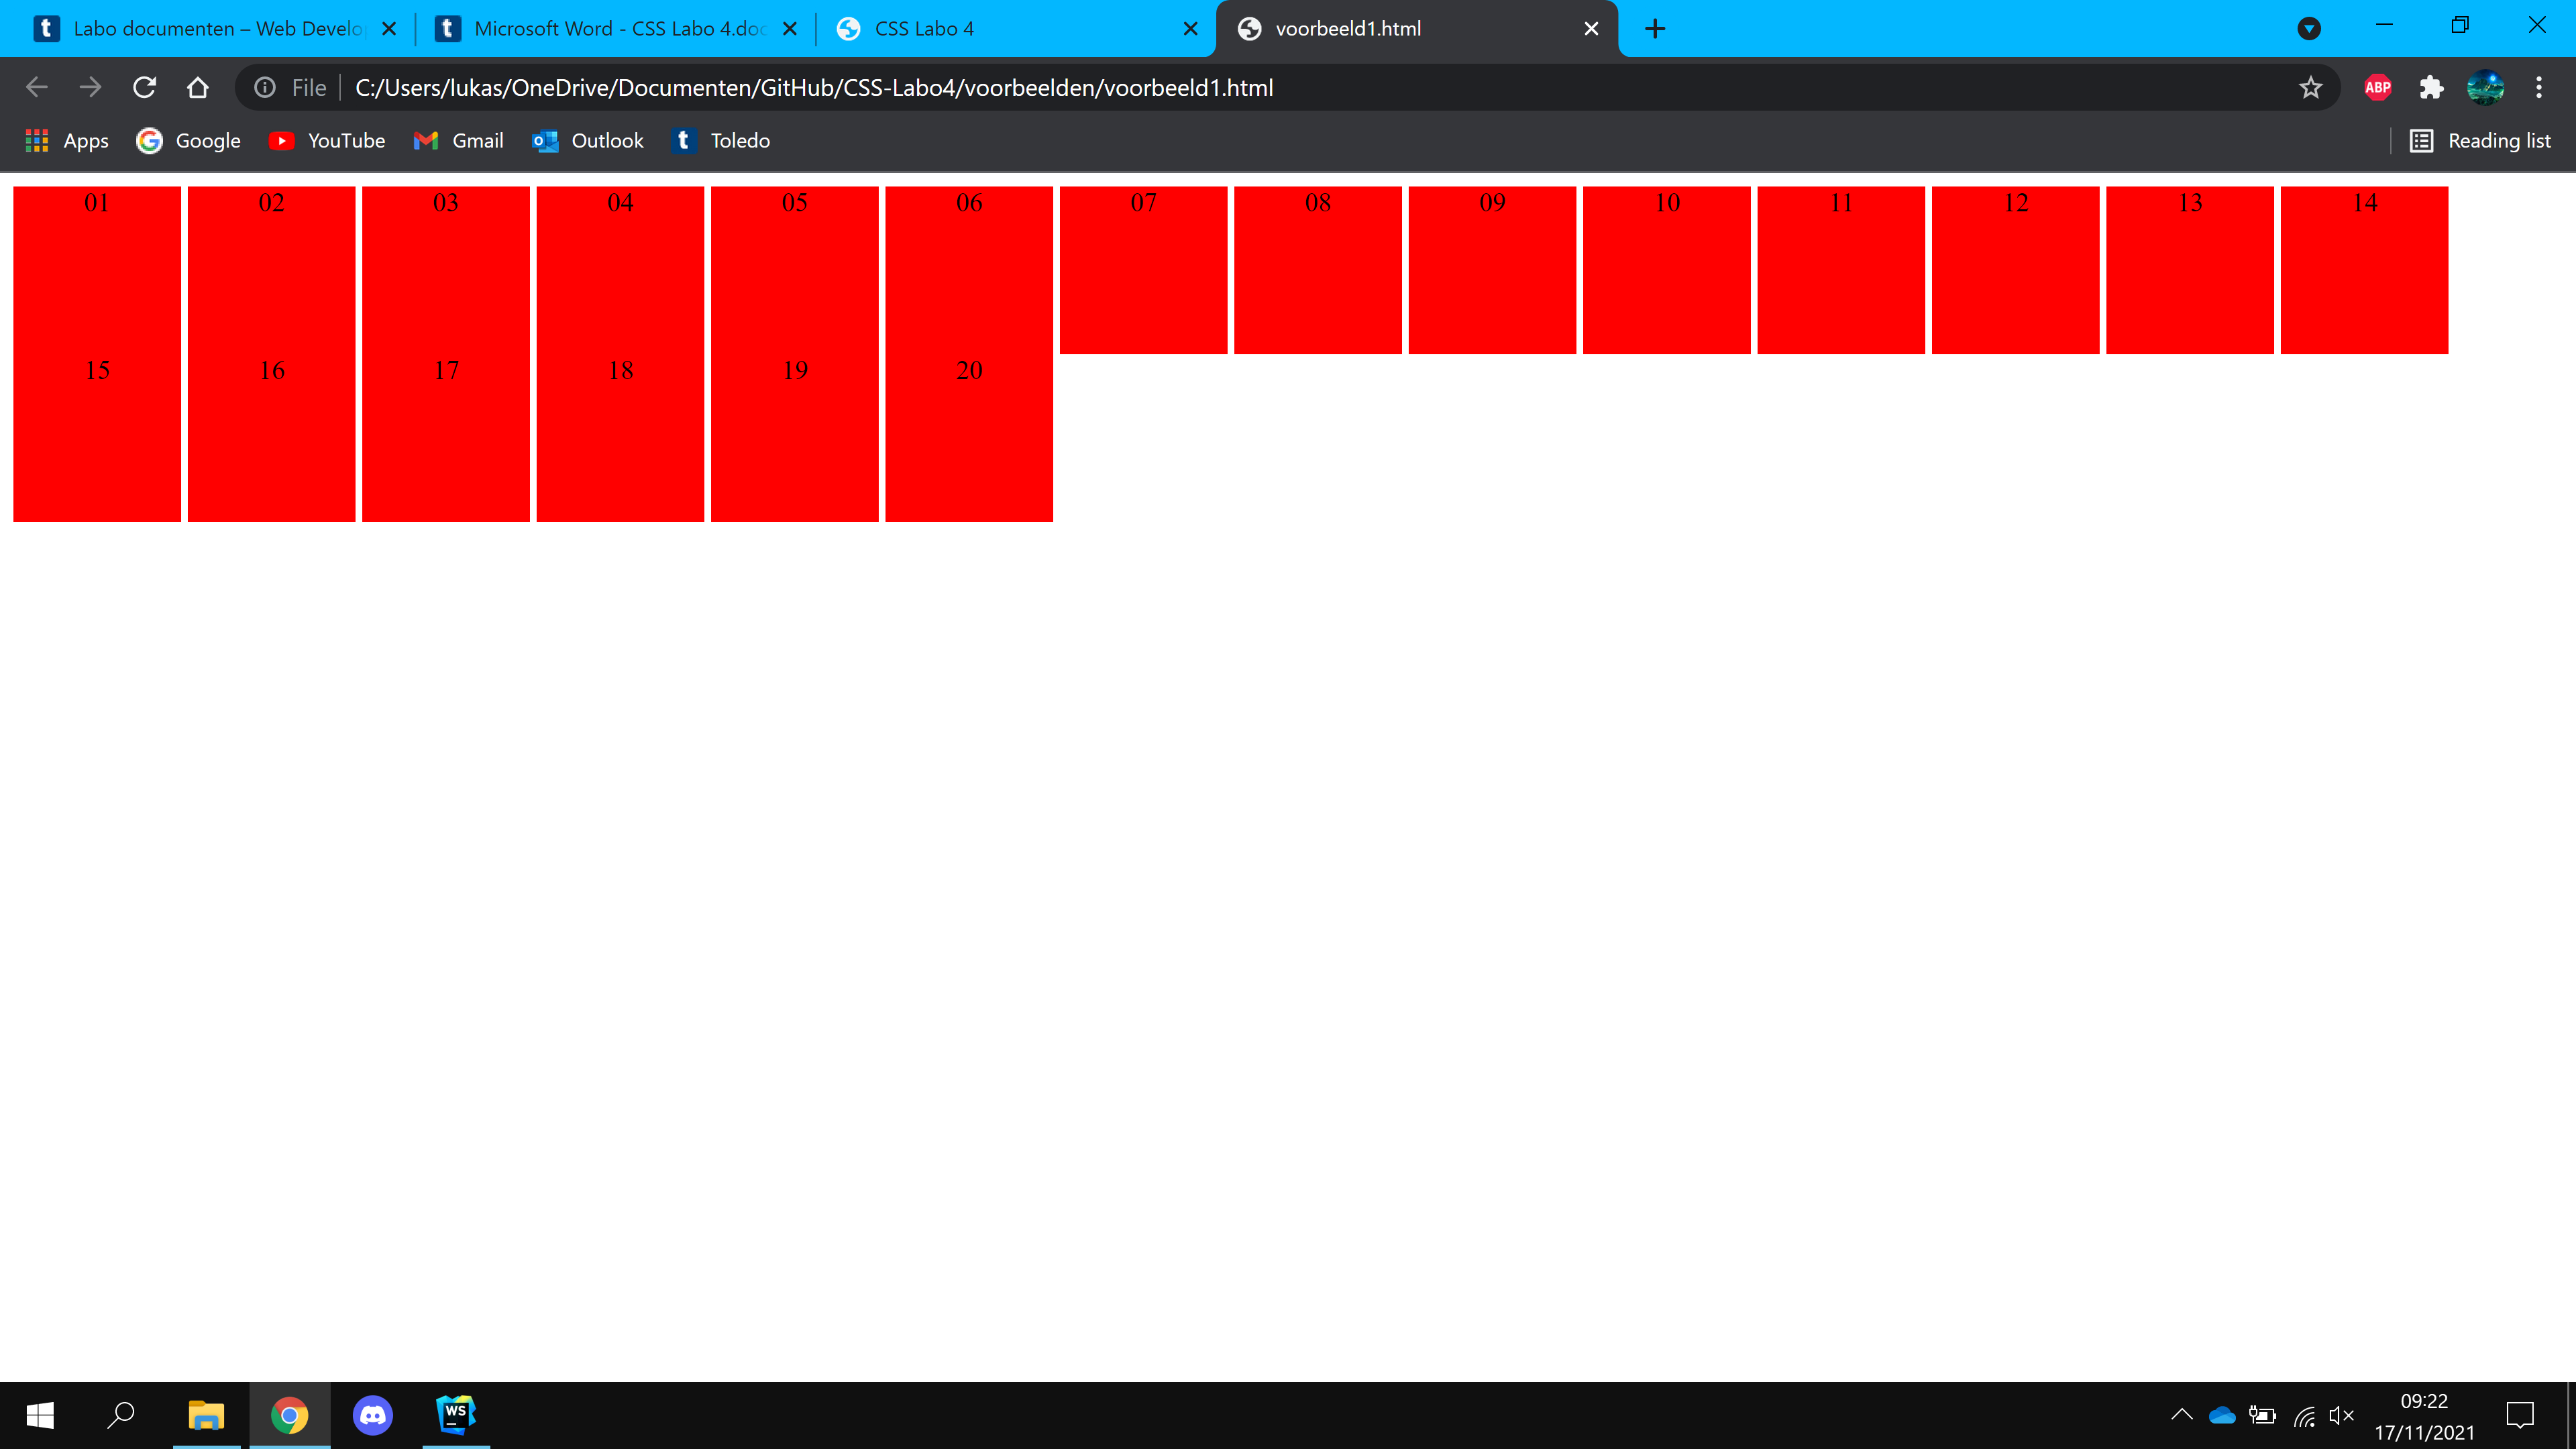 Labo documenten – Web Develo
Microsoft Word - CSS Labo 4.doc
CSS Labo 4
voorbeeld1.html
File
C:/Users/lukas/OneDrive/Documenten/GitHub/CSS-Labo4/voorbeelden/voorbeeld1.html
ABP
Apps
Google
YouTube
Gmail
Outlook
Toledo
Reading list
01 02 03 04 05 06 07 08 09 10 11 12 13 14
15 16 17 18 19 20
WS
09:22
17/11/2021